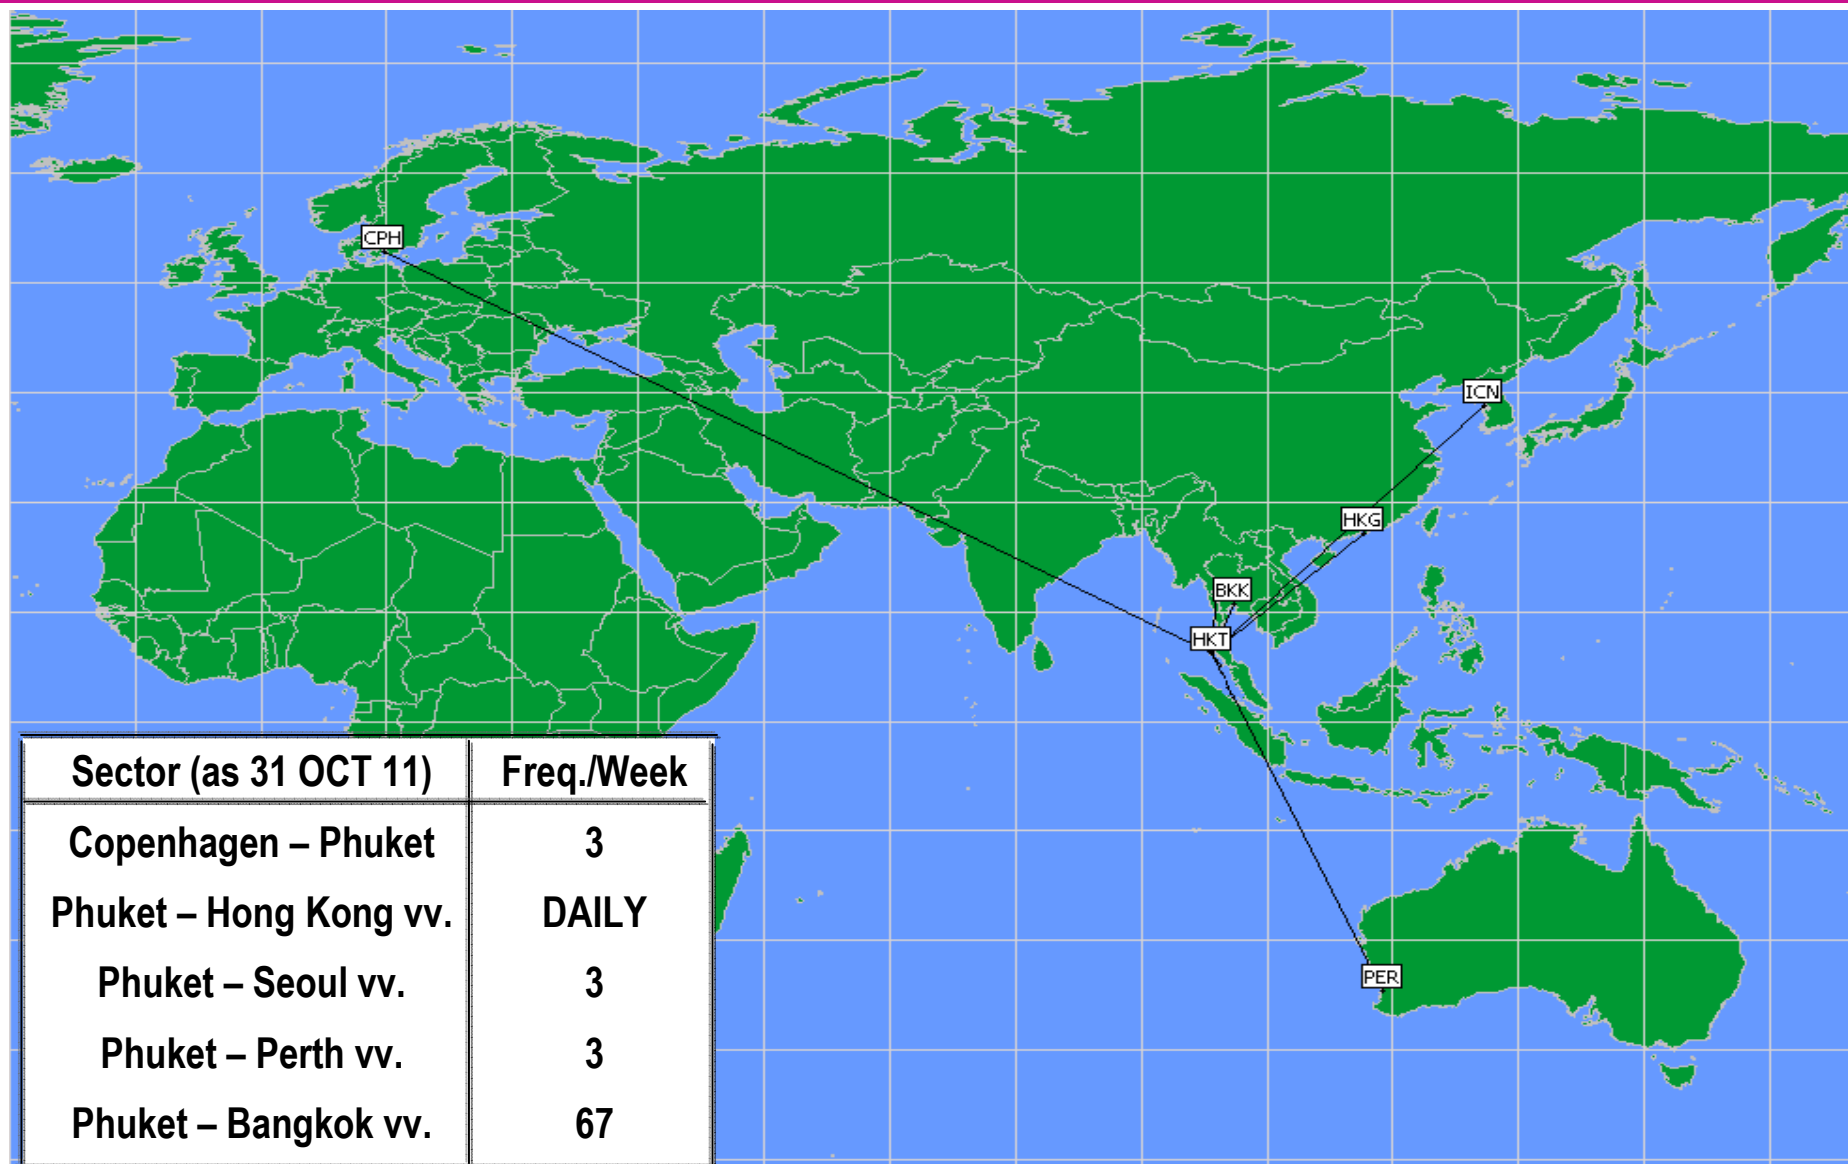 CPH
ICN
HKG
BKK
HKT
PER
Sector (as 31 OCT 11) Freq./Week
Copenhagen – Phuket 3
Phuket – Hong Kong vv. DAILY
Phuket – Seoul vv. 3
Phuket – Perth vv. 3
Phuket – Bangkok vv. 67